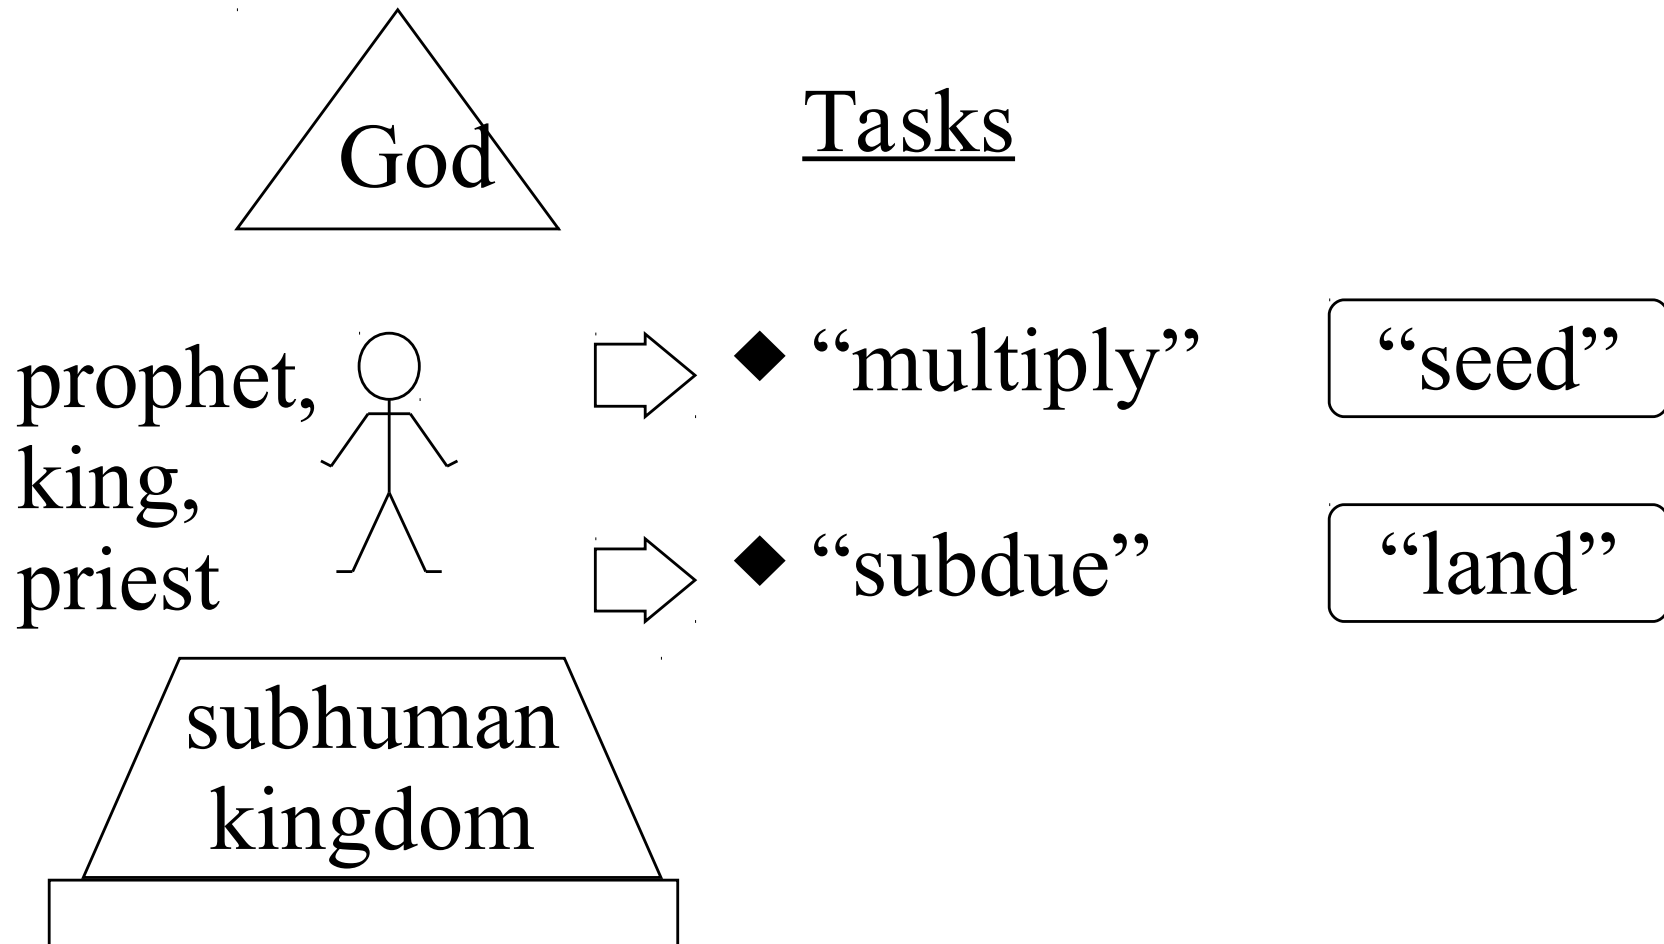 God
Tasks
prophet,
king,
priest
◆ “multiply”
“seed”
◆ “subdue”
“land”
subhuman
kingdom